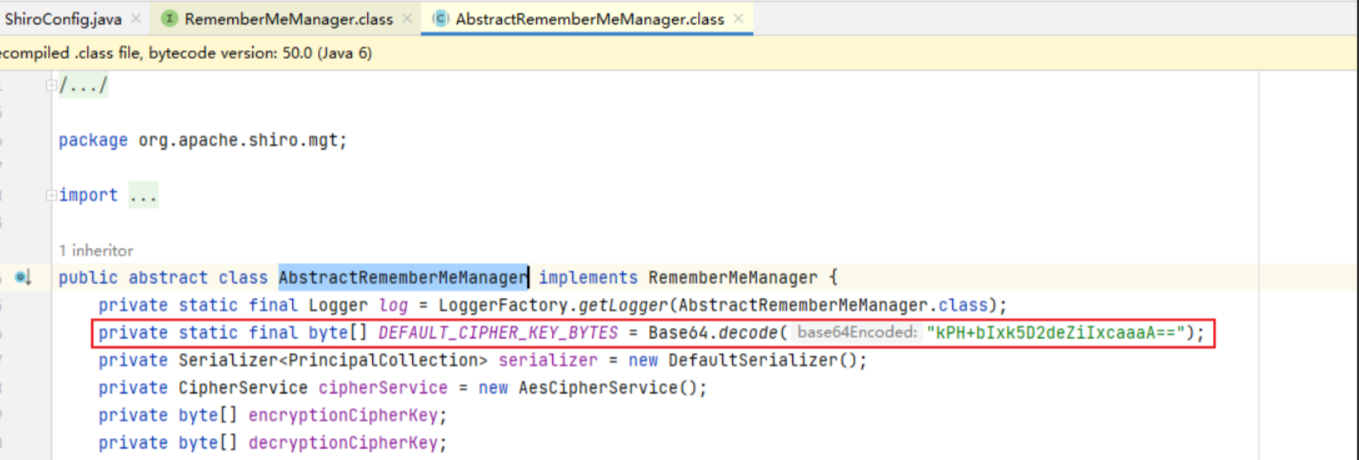 ShiroConfig.java × RememberMeManager.class × AbstractRememberMeManager.class ×
ecompiled .class file, bytecode version: 50.0 (Java 6)
/.../
package org.apache.shiro.mgt;
import ...
1 inheritor
public abstract class AbstractRememberMeManager implements RememberMeManager {
private static final Logger log = LoggerFactory.getLogger(AbstractRememberMeManager.class);
private static final byte[] DEFAULT_CIPHER_KEY_BYTES = Base64.decode( base64Encoded: "kPH+bIxk5D2deZiIxcaaaA==");
private Serializer<PrincipalCollection> serializer = new DefaultSerializer();
private CipherService cipherService = new AesCipherService();
private byte[] encryptionCipherKey;
private byte[] decryptionCipherKey;